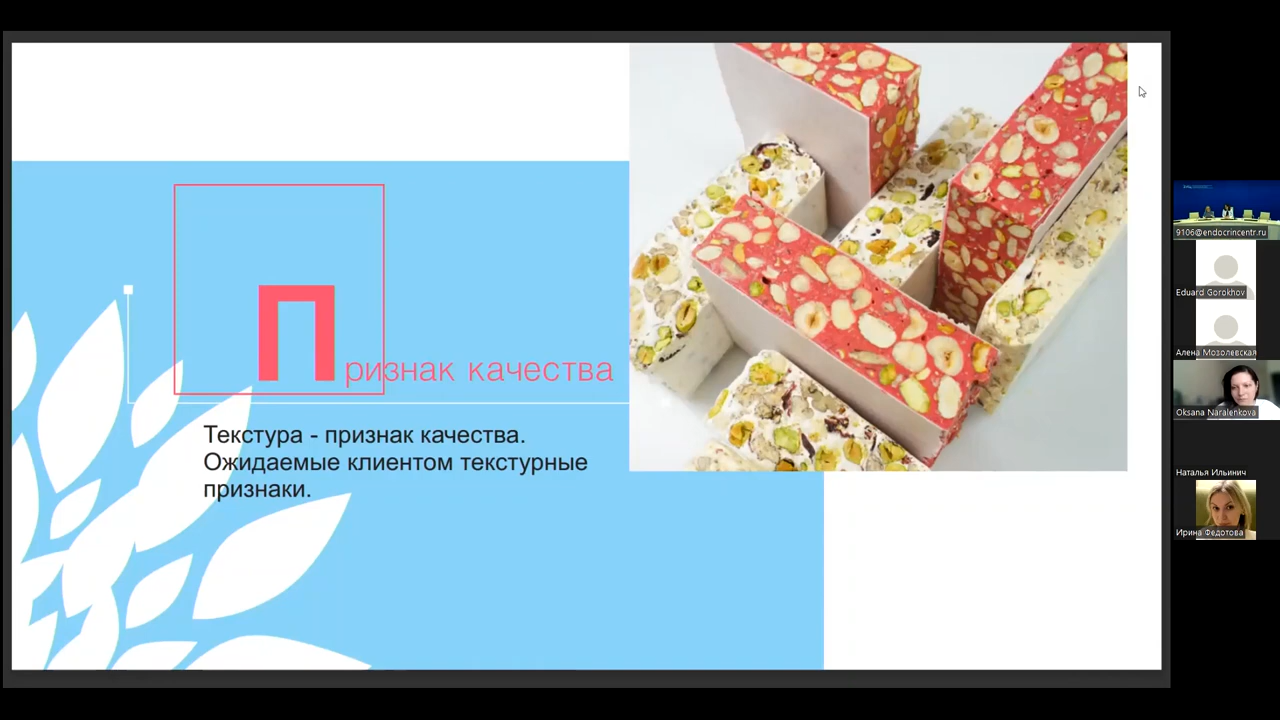 Признак качества
Текстура - признак качества.
Ожидаемые клиентом текстурные
признаки.
9106@endocrincentr.ru
Eduard Gorokhov
Алена Мозолевская
Oksana Naralenkova
Наталья Ильинич
Ирина Федотова